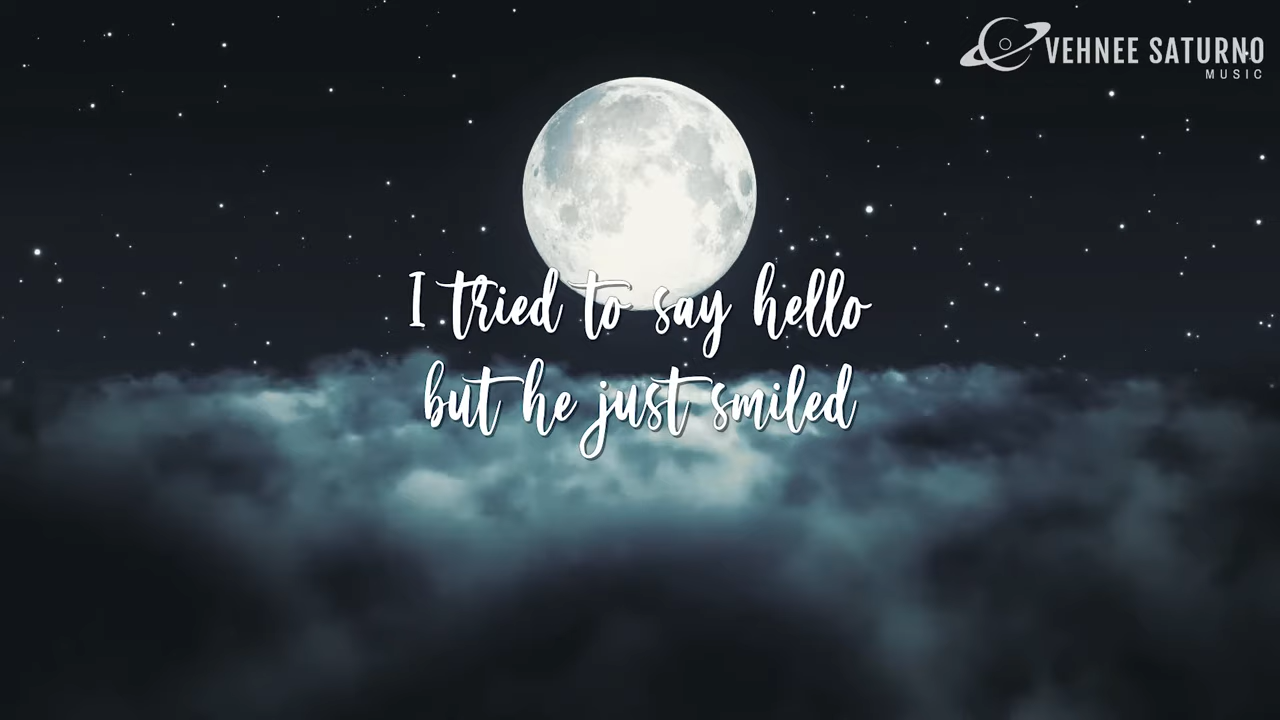 VEHNEE SATURNO
MUSIC
I tried to say hello
but he just smiled